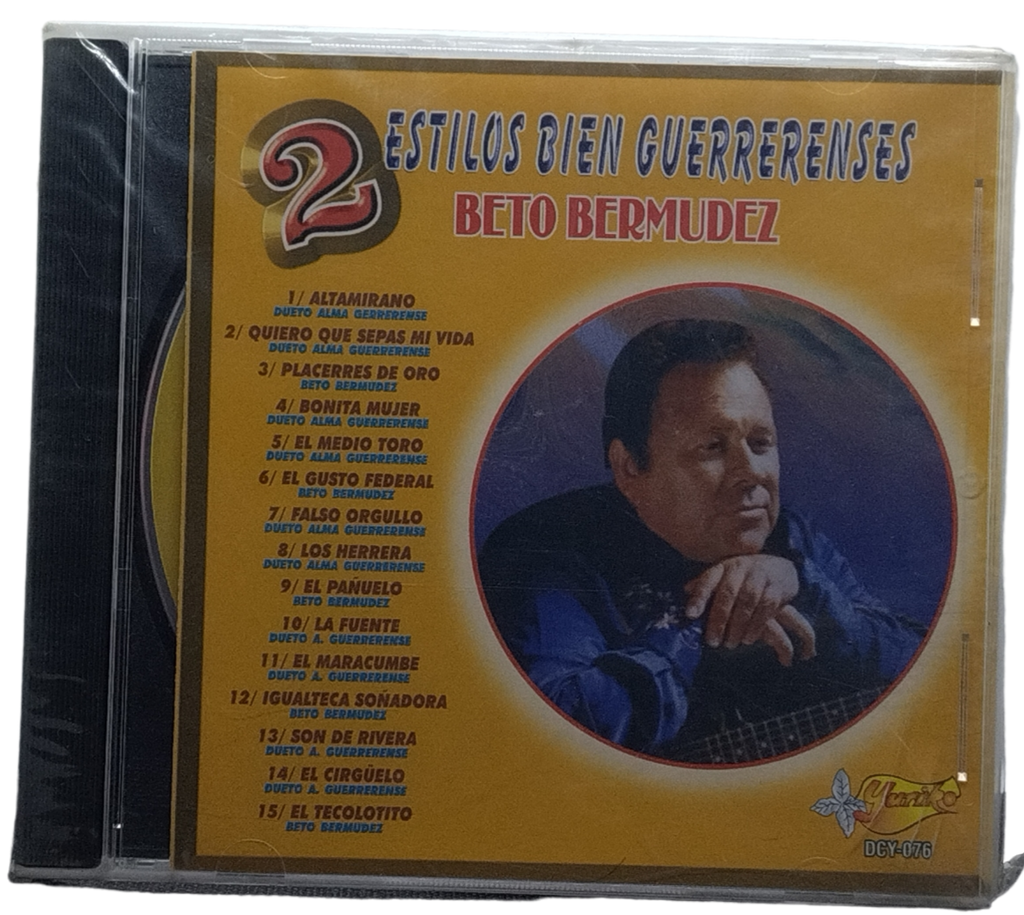 2 ESTILOS BIEN GUERRERENSES
BETO BERMUDEZ
1/ ALTAMIRANO
DUETO ALMA GERRERENSE
2/ QUIERO QUE SEPAS MI VIDA
DUETO ALMA GUERRERENSE
3/ PLACERRES DE ORO
BETO BERMUDEZ
4/ BONITA MUJER
DUETO ALMA GUERRERENSE
5/ EL MEDIO TORO
DUETO ALMA GUERRERENSE
6/ EL GUSTO FEDERAL
BETO BERMUDEZ
7/ FALSO ORGULLO
DUETO ALMA GUERRERENSE
8/ LOS HERRERA
DUETO ALMA GUERRERENSE
9/ EL PAÑUELO
BETO BERMUDEZ
10/ LA FUENTE
DUETO A. GUERRERENSE
11/ EL MARACUMBE
DUETO A. GUERRERENSE
12/ IGUALTECA SOÑADORA
BETO BERMUDEZ
13/ SON DE RIVERA
DUETO A. GUERRERENSE
14/ EL CIRGÜELO
DUETO A. GUERRERENSE
15/ EL TECOLOTITO
BETO BERMUDEZ
Yuriko
DCY-076